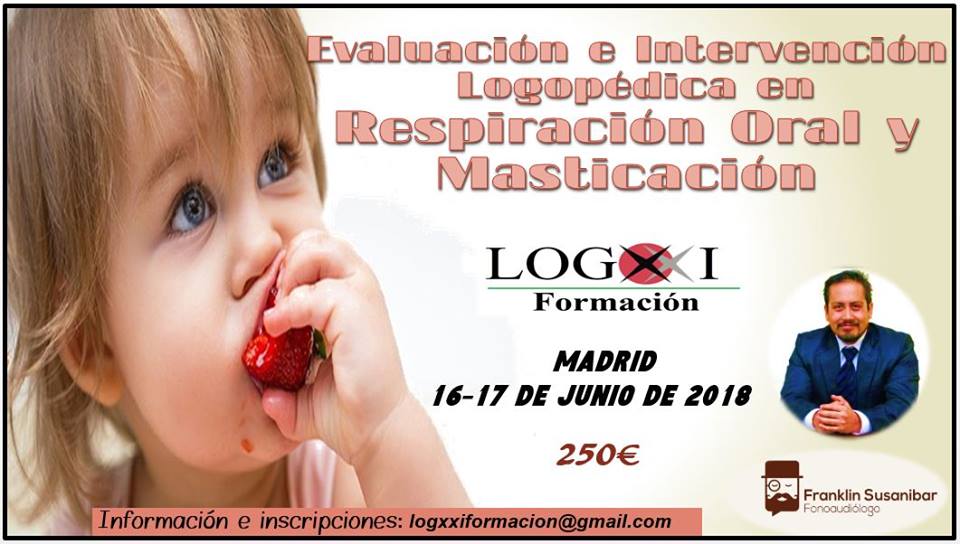 Evaluación e Intervención
Logopédica en
Respiración Oral y
Masticación
LOGXXI
Formación
MADRID
16-17 DE JUNIO DE 2018
250€
Franklin Susanibar
Fonoaudiólogo
Información e inscripciones: logxxiformacion@gmail.com